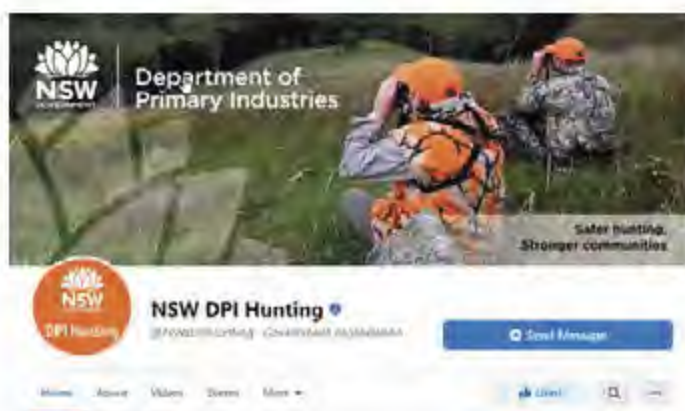 NSW
GOVERNMENT
Department of
Primary Industries
Safer hunting.
Stronger communities
NSW
DPI Hunting
NSW DPI Hunting
Send Message
Home About Videos Events More
Liked